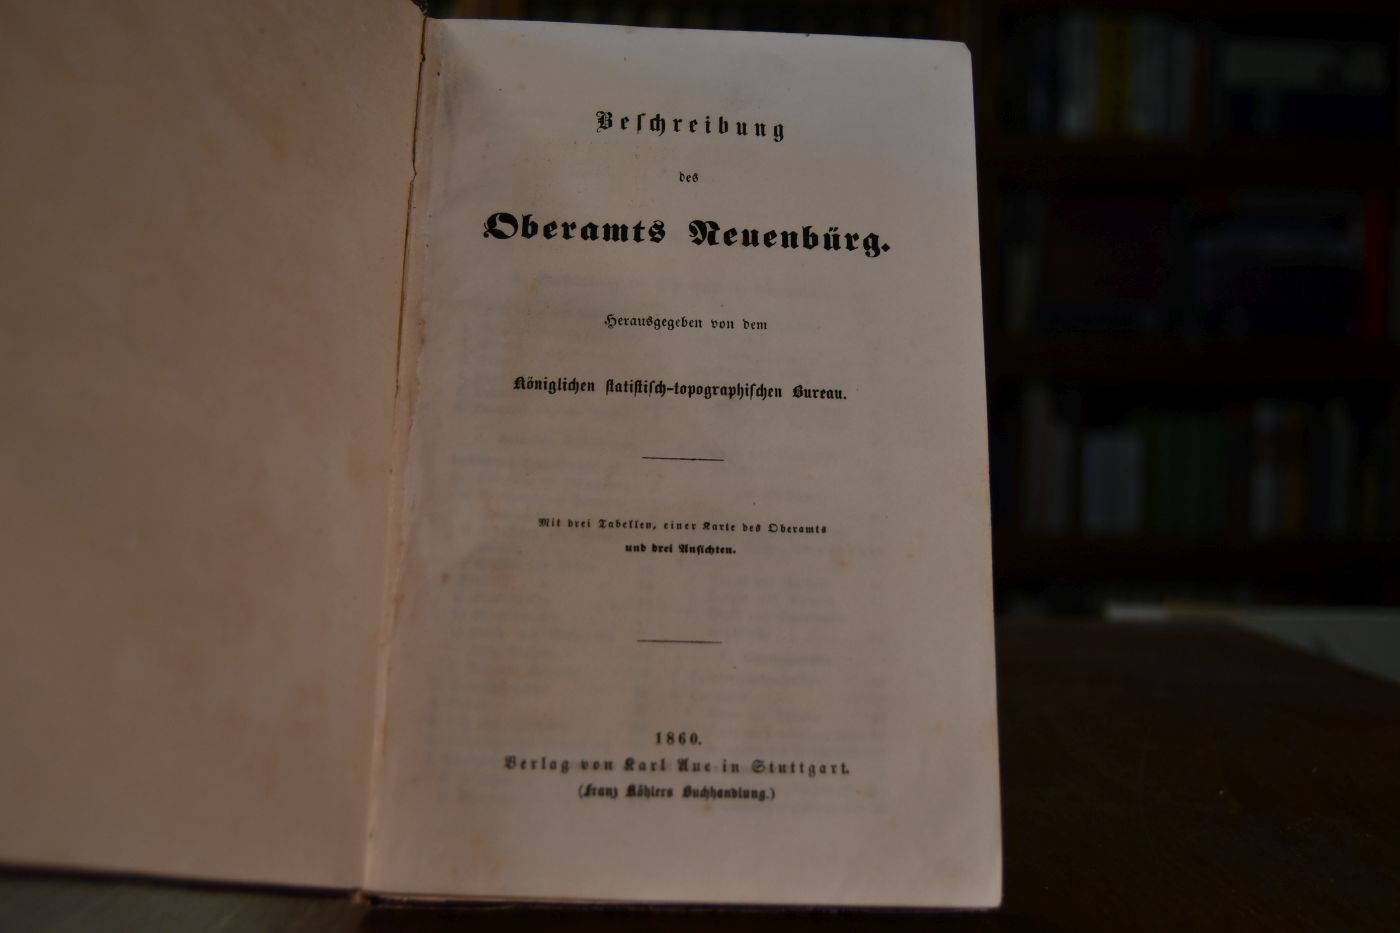 Beſchreibung
des
Oberamts Neuenbürg.
Herausgegeben von dem
Königlichen ſtatiſtiſch-topographiſchen Bureau.
Mit drei Tabellen, einer Karte des Oberamts
und drei Anſichten.
1860.
Verlag von Karl Aue in Stuttgart.
(Franz Köhlers Buchhandlung.)